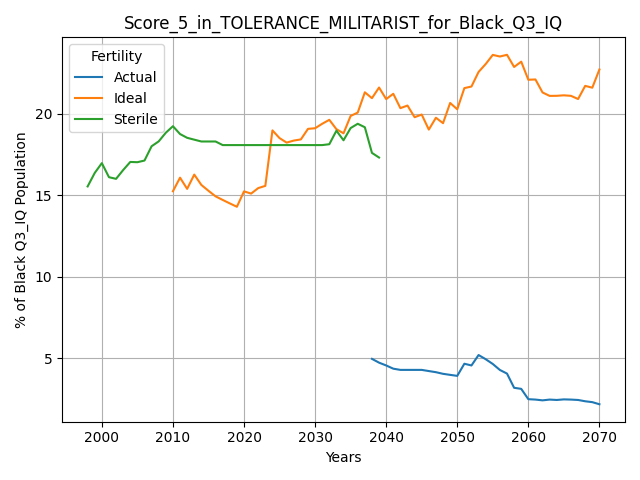 Score_5_in_TOLERANCE_MILITARIST_for_Black_Q3_IQ
Fertility
Actual
Ideal
Sterile
% of Black Q3_IQ Population
20
15
10
5
2000 2010 2020 2030 2040 2050 2060 2070
Years